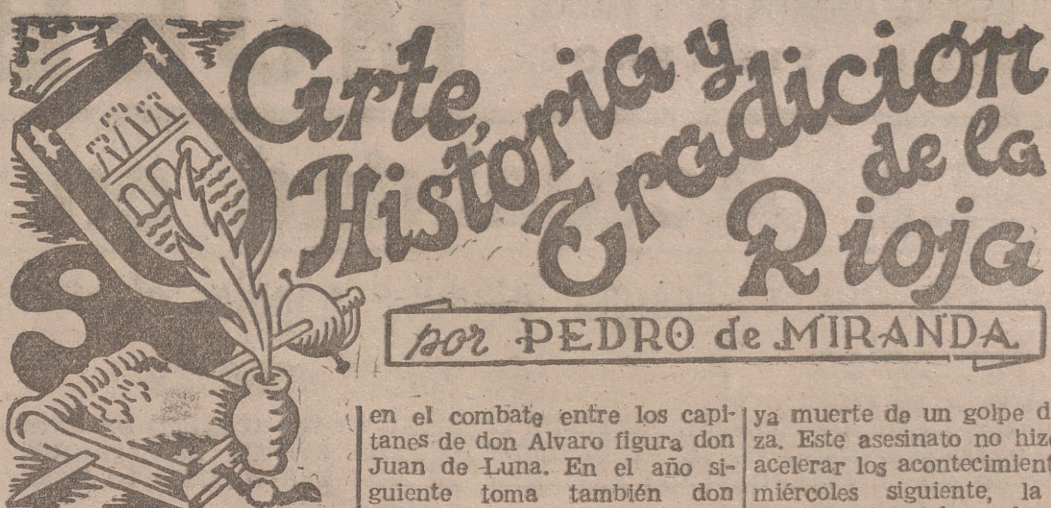 Arte,
Historia y
Tradición
de la
Rioja
por PEDRO de MIRANDA
en el combate entre los capi-
tanes de don Alvaro figura don
Juan de Luna. En el año si-
guiente toma también don
ya muerte de un golpe d
za. Este asesinato no hiz
acelerar los acontecimient
miércoles siguiente, la